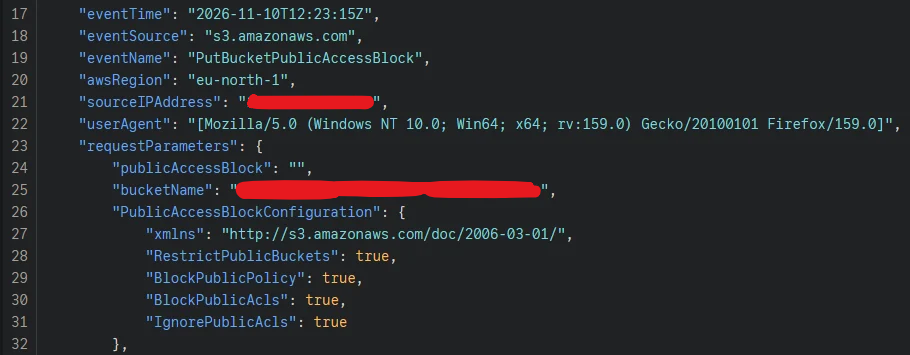 17 "eventTime": "2026-11-10T12:23:15Z",
18 "eventSource": "s3.amazonaws.com",
19 "eventName": "PutBucketPublicAccessBlock",
20 "awsRegion": "eu-north-1",
21 "sourceIPAddress": "",
22 "userAgent": "[Mozilla/5.0 (Windows NT 10.0; Win64; x64; rv:159.0) Gecko/20100101 Firefox/159.0]",
23 "requestParameters": {
24 "publicAccessBlock": "",
25 "bucketName": "",
26 "PublicAccessBlockConfiguration": {
27 "xmlns": "http://s3.amazonaws.com/doc/2006-03-01/",
28 "RestrictPublicBuckets": true,
29 "BlockPublicPolicy": true,
30 "BlockPublicAcls": true,
31 "IgnorePublicAcls": true
32 },